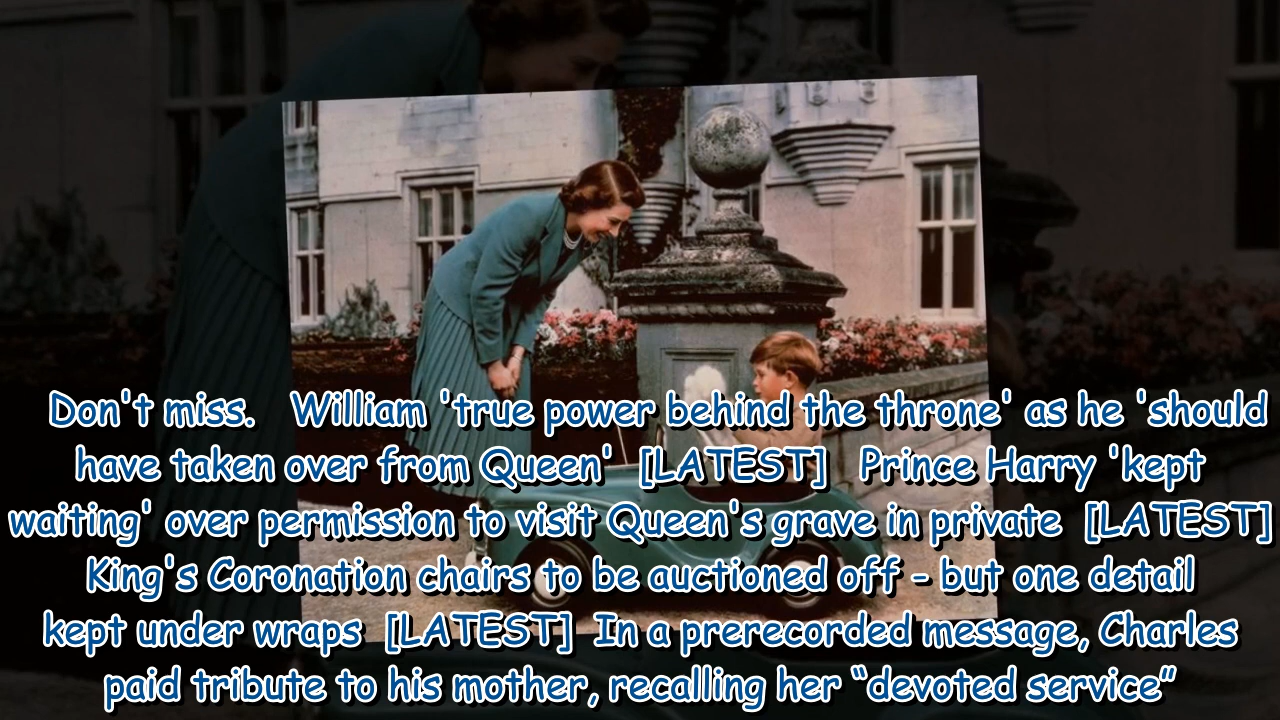 Don't miss. William 'true power behind the throne' as he 'should
have taken over from Queen' [LATEST] Prince Harry 'kept
waiting' over permission to visit Queen's grave in private [LATEST]
King's Coronation chairs to be auctioned off - but one detail
kept under wraps [LATEST] In a prerecorded message, Charles
paid tribute to his mother, recalling her “devoted service”